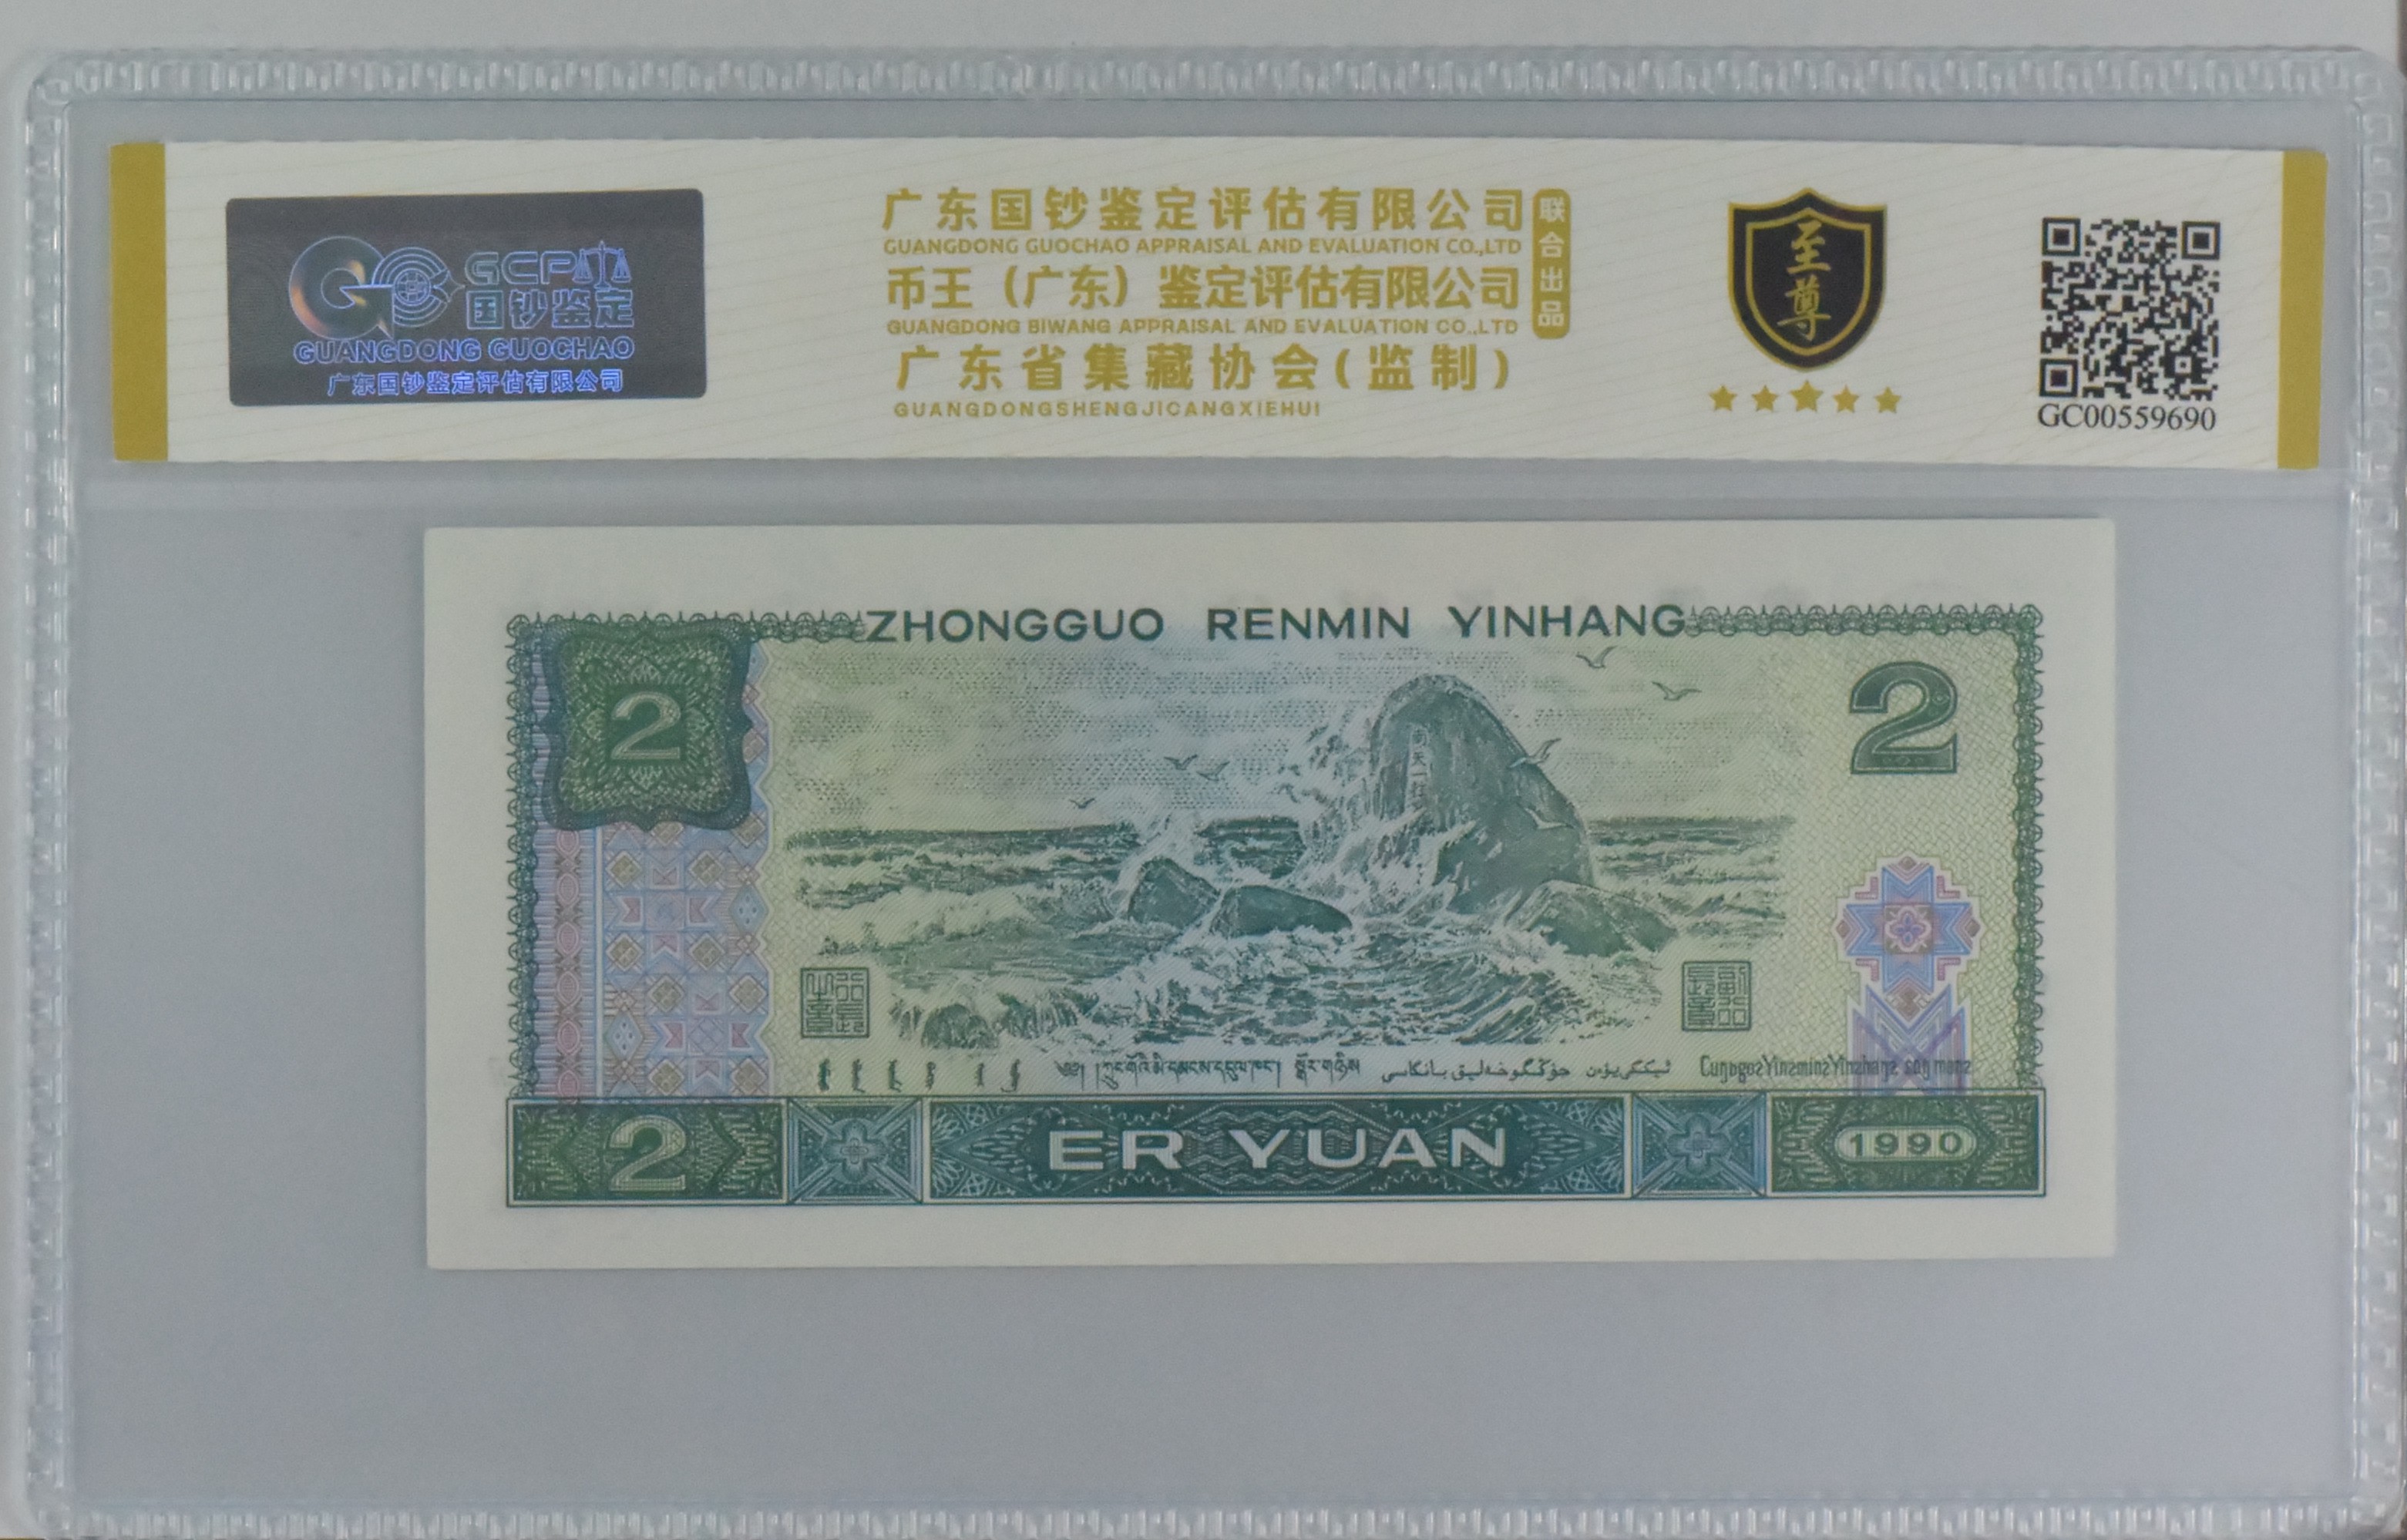 GCP
国钞鉴定
GUANGDONG GUOCHAO
广东国钞鉴定评估有限公司
广东国钞鉴定评估有限公司
GUANGDONG GUOCHAO APPRAISAL AND EVALUATION CO.,LTD
币王（广东）鉴定评估有限公司
GUANGDONG BIWANG APPRAISAL AND EVALUATION CO.,LTD
广东省集藏协会(监制)
GUANGDONGSHENGJICANGXIEHUI
联合出品
至尊
GC00559690
ZHONGGUO RENMIN YINHANG
2
2
南天一柱
2
ER YUAN
1990